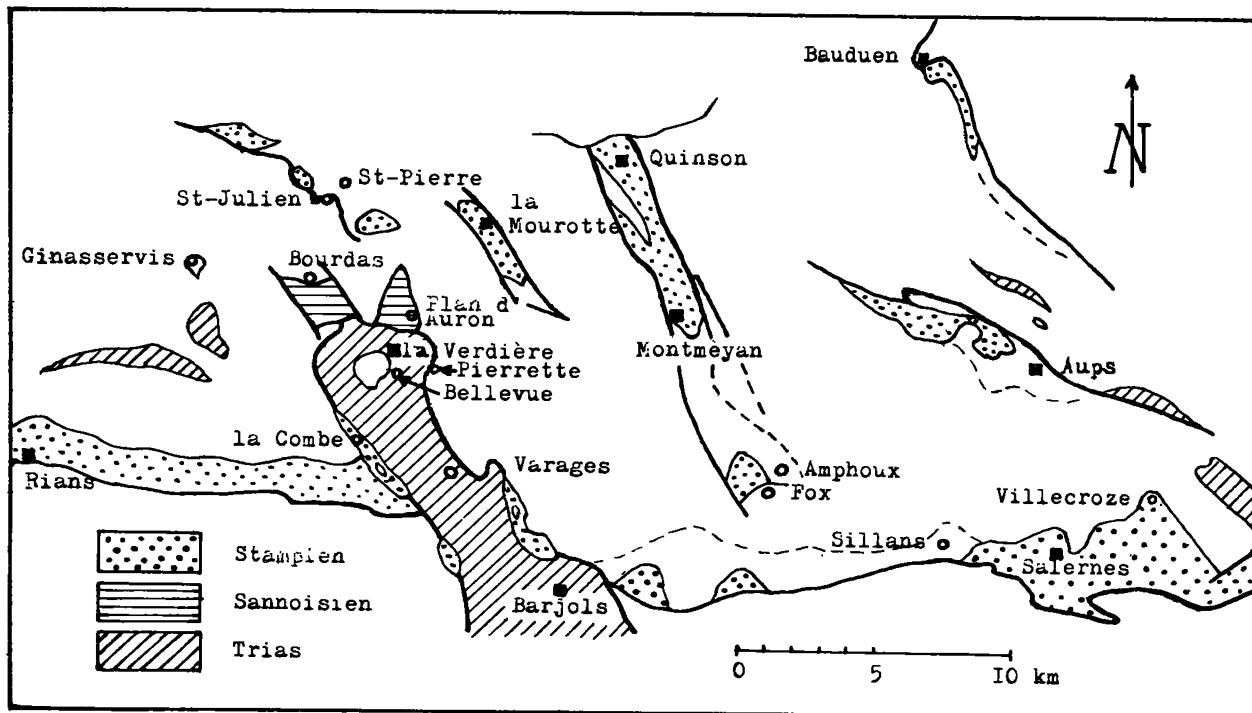 Bauduen
N
Quinson
St-Pierre
St-Julien
la
Mourotte
Ginasservis
Bourdas
Plan d'
Auron
la Verdière
Montmeyan
Pierrette
Aups
Bellevue
la Combe
Varages
Amphoux
Rians
Fox
Villecroze
Sillans
Stampien
Salernes
Sannoisien
Barjols
Trias
0 5 10 km